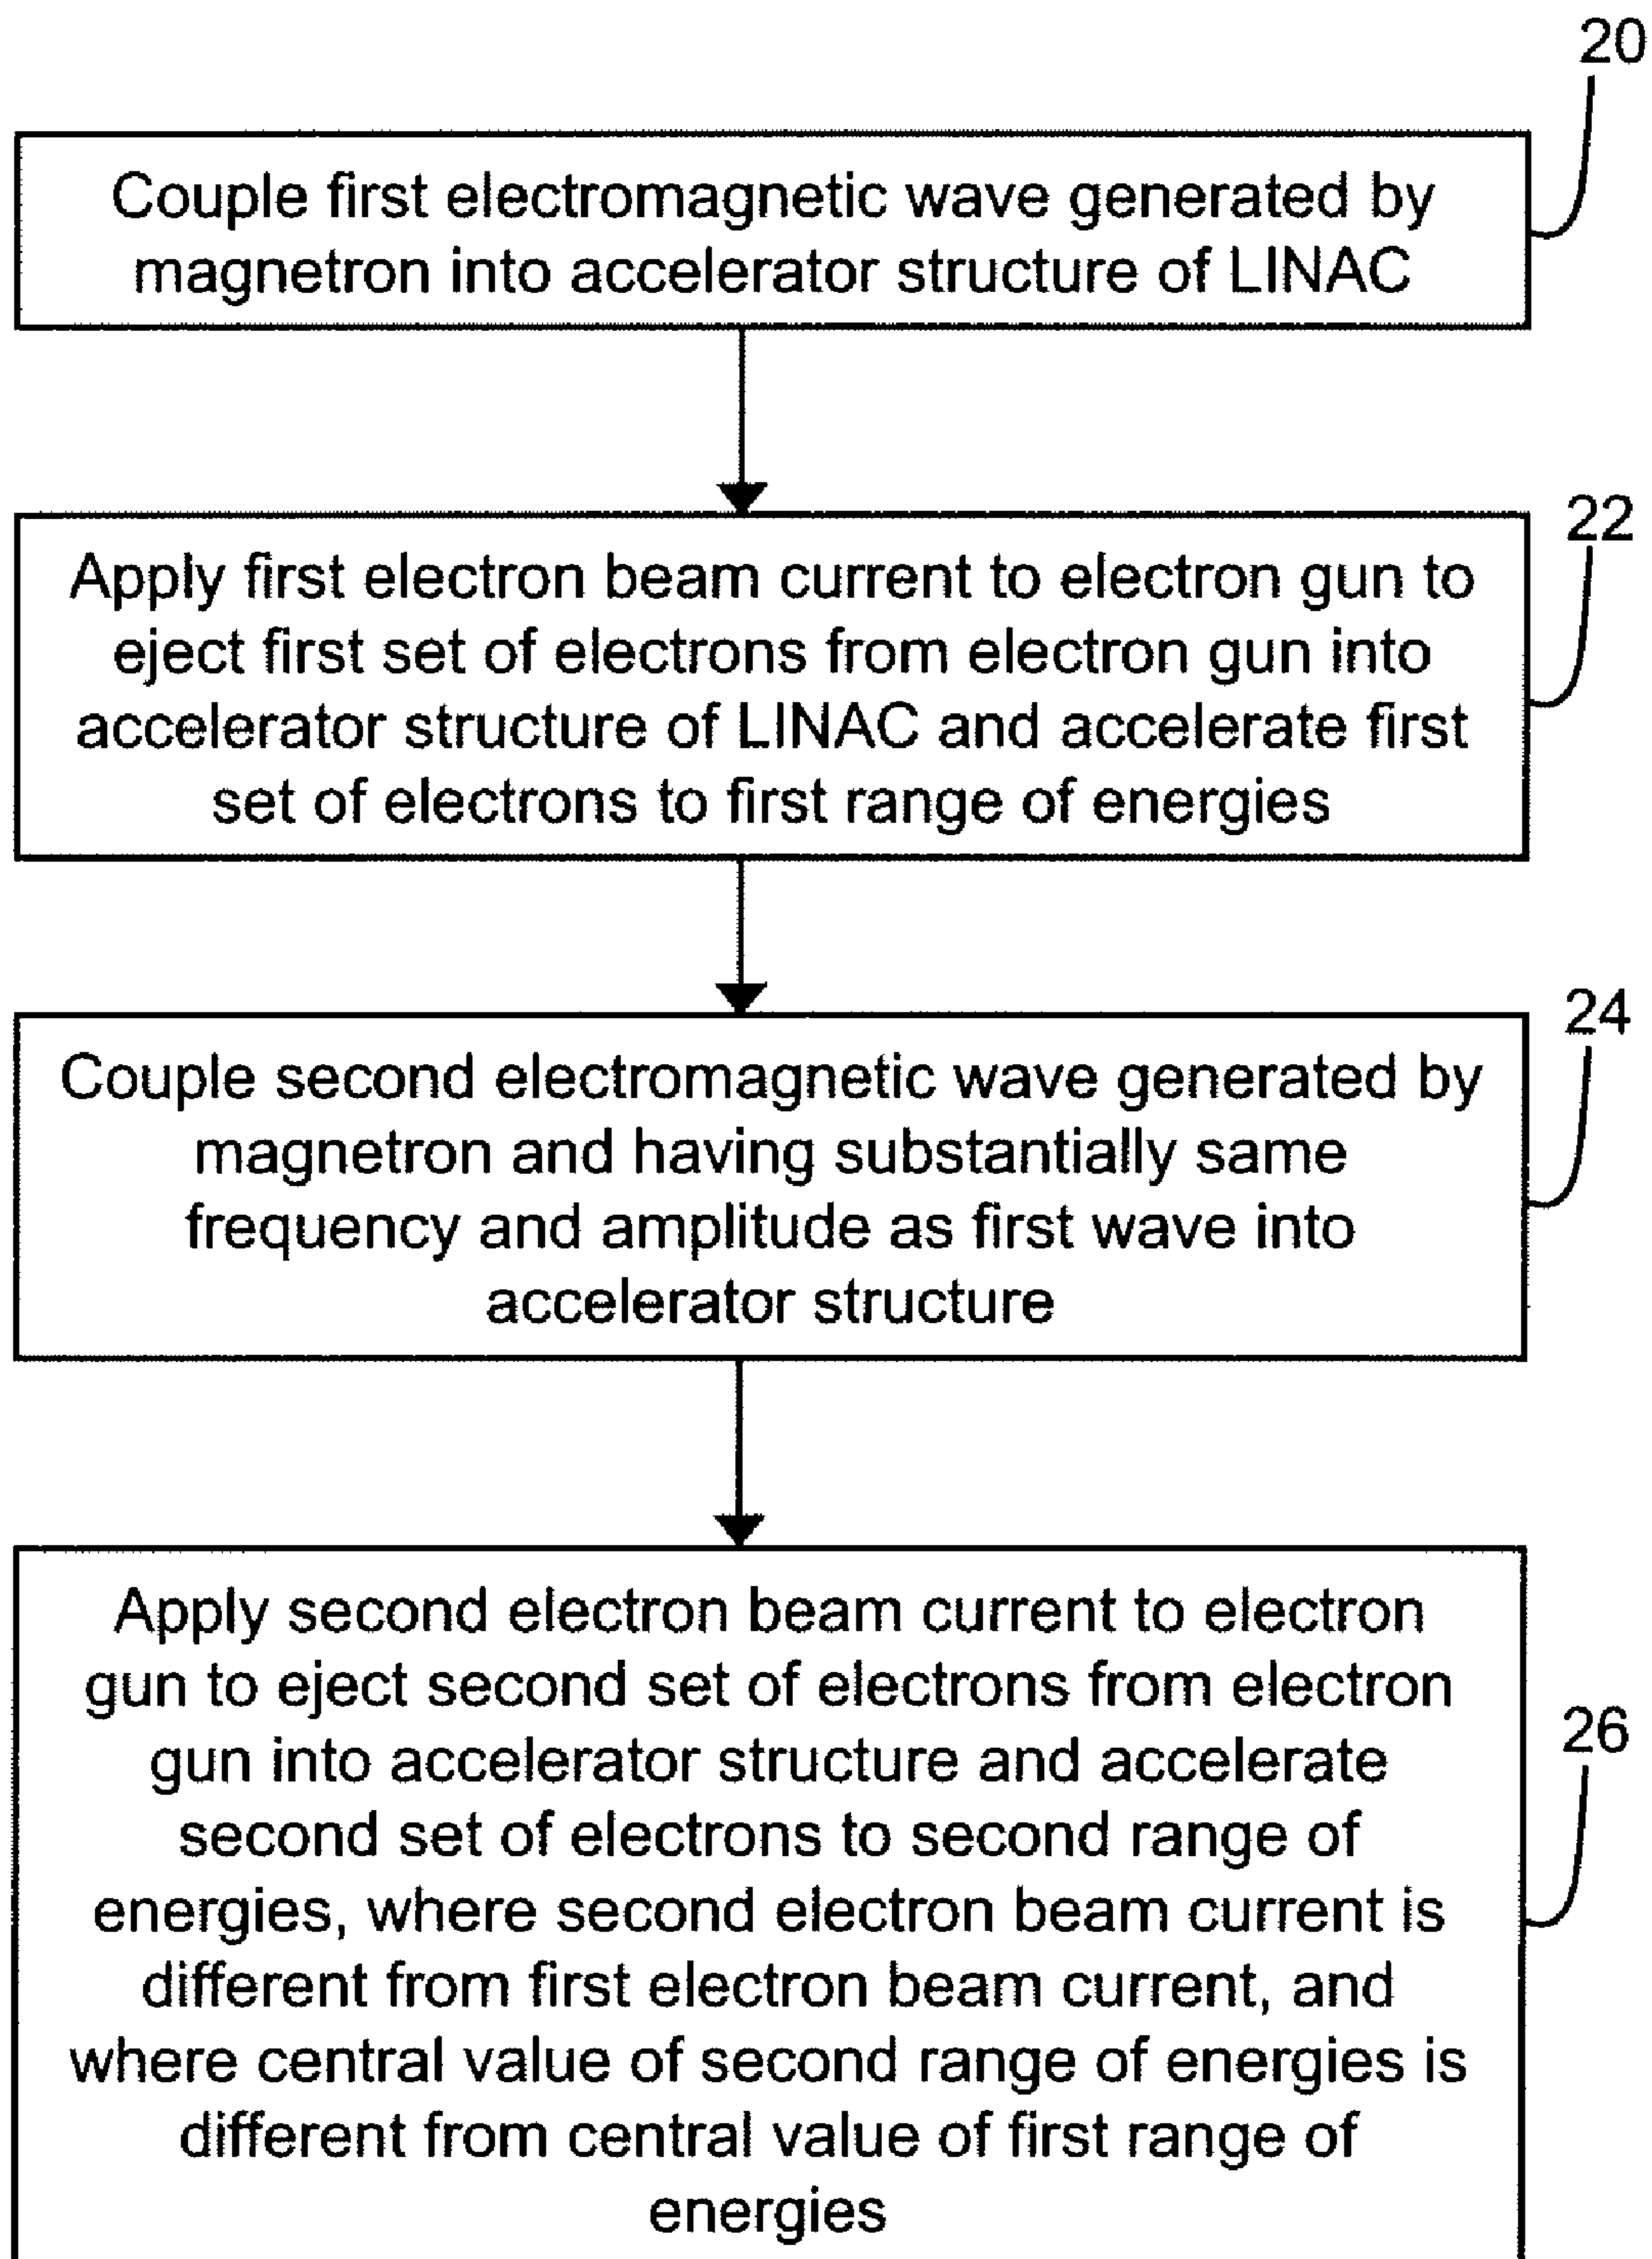 20
Couple first electromagnetic wave generated by
magnetron into accelerator structure of LINAC
22
Apply first electron beam current to electron gun to
eject first set of electrons from electron gun into
accelerator structure of LINAC and accelerate first
set of electrons to first range of energies
24
Couple second electromagnetic wave generated by
magnetron and having substantially same
frequency and amplitude as first wave into
accelerator structure
26
Apply second electron beam current to electron
gun to eject second set of electrons from electron
gun into accelerator structure and accelerate
second set of electrons to second range of
energies, where second electron beam current is
different from first electron beam current, and
where central value of second range of energies is
different from central value of first range of
energies